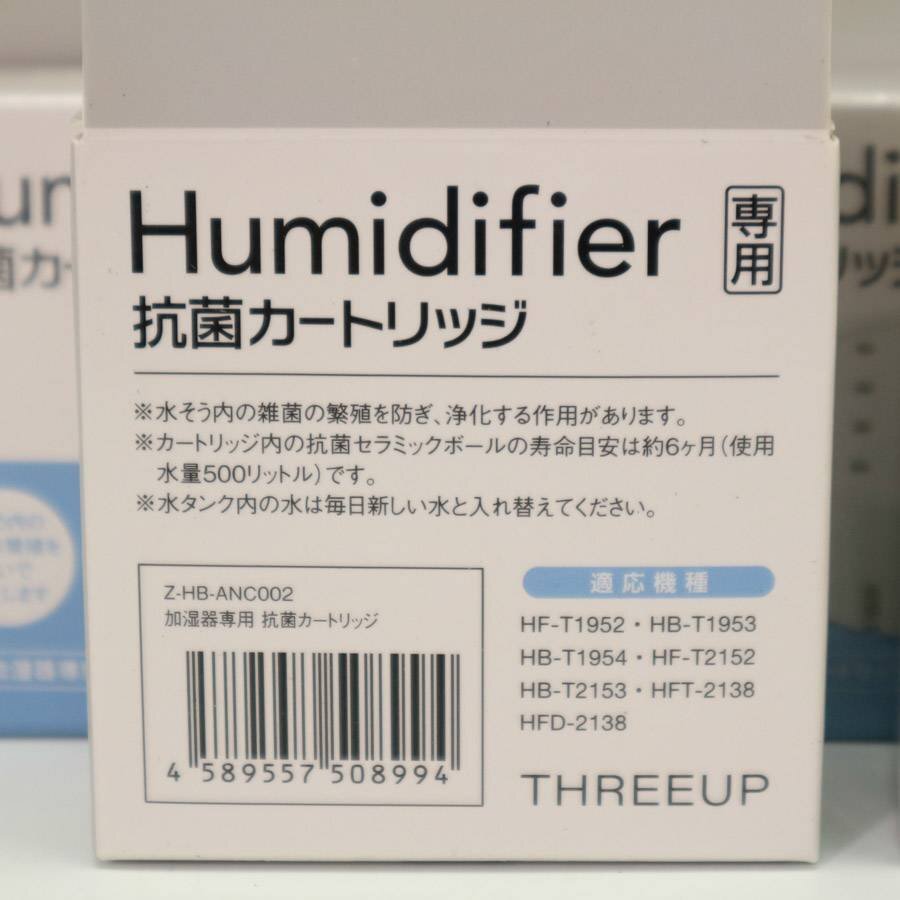 Humidifier 専用
抗菌カートリッジ
※水そう内の雑菌の繁殖を防ぎ、浄化する作用があります。
※カートリッジ内の抗菌セラミックボールの寿命目安は約6ヶ月(使用
水量500リットル)です。
※水タンク内の水は毎日新しい水と入れ替えてください。
Z-HB-ANC002
加湿器専用 抗菌カートリッジ
4 589557 508994
適応機種
HF-T1952・HB-T1953
HB-T1954・HF-T2152
HB-T2153・HFT-2138
HFD-2138
THREEUP